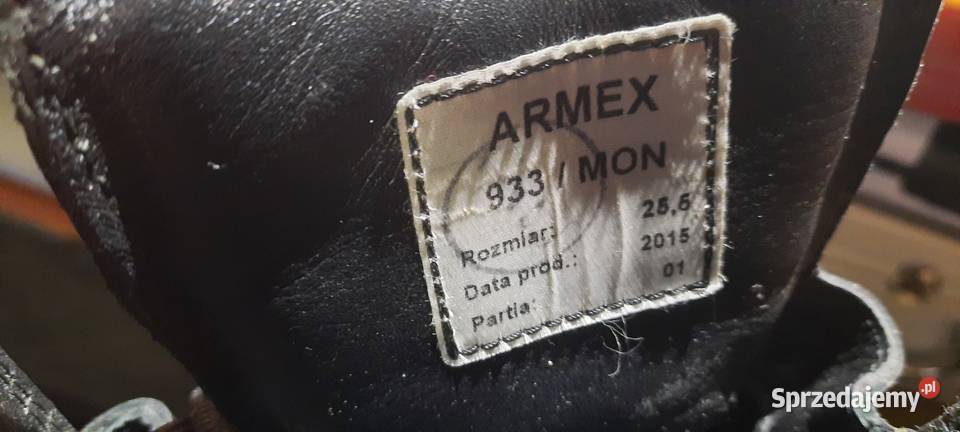 ARMEX
933 / MON
Rozmiar: 25,5
Data prod.: 2015
Partia: 01
Sprzedajemy.pl